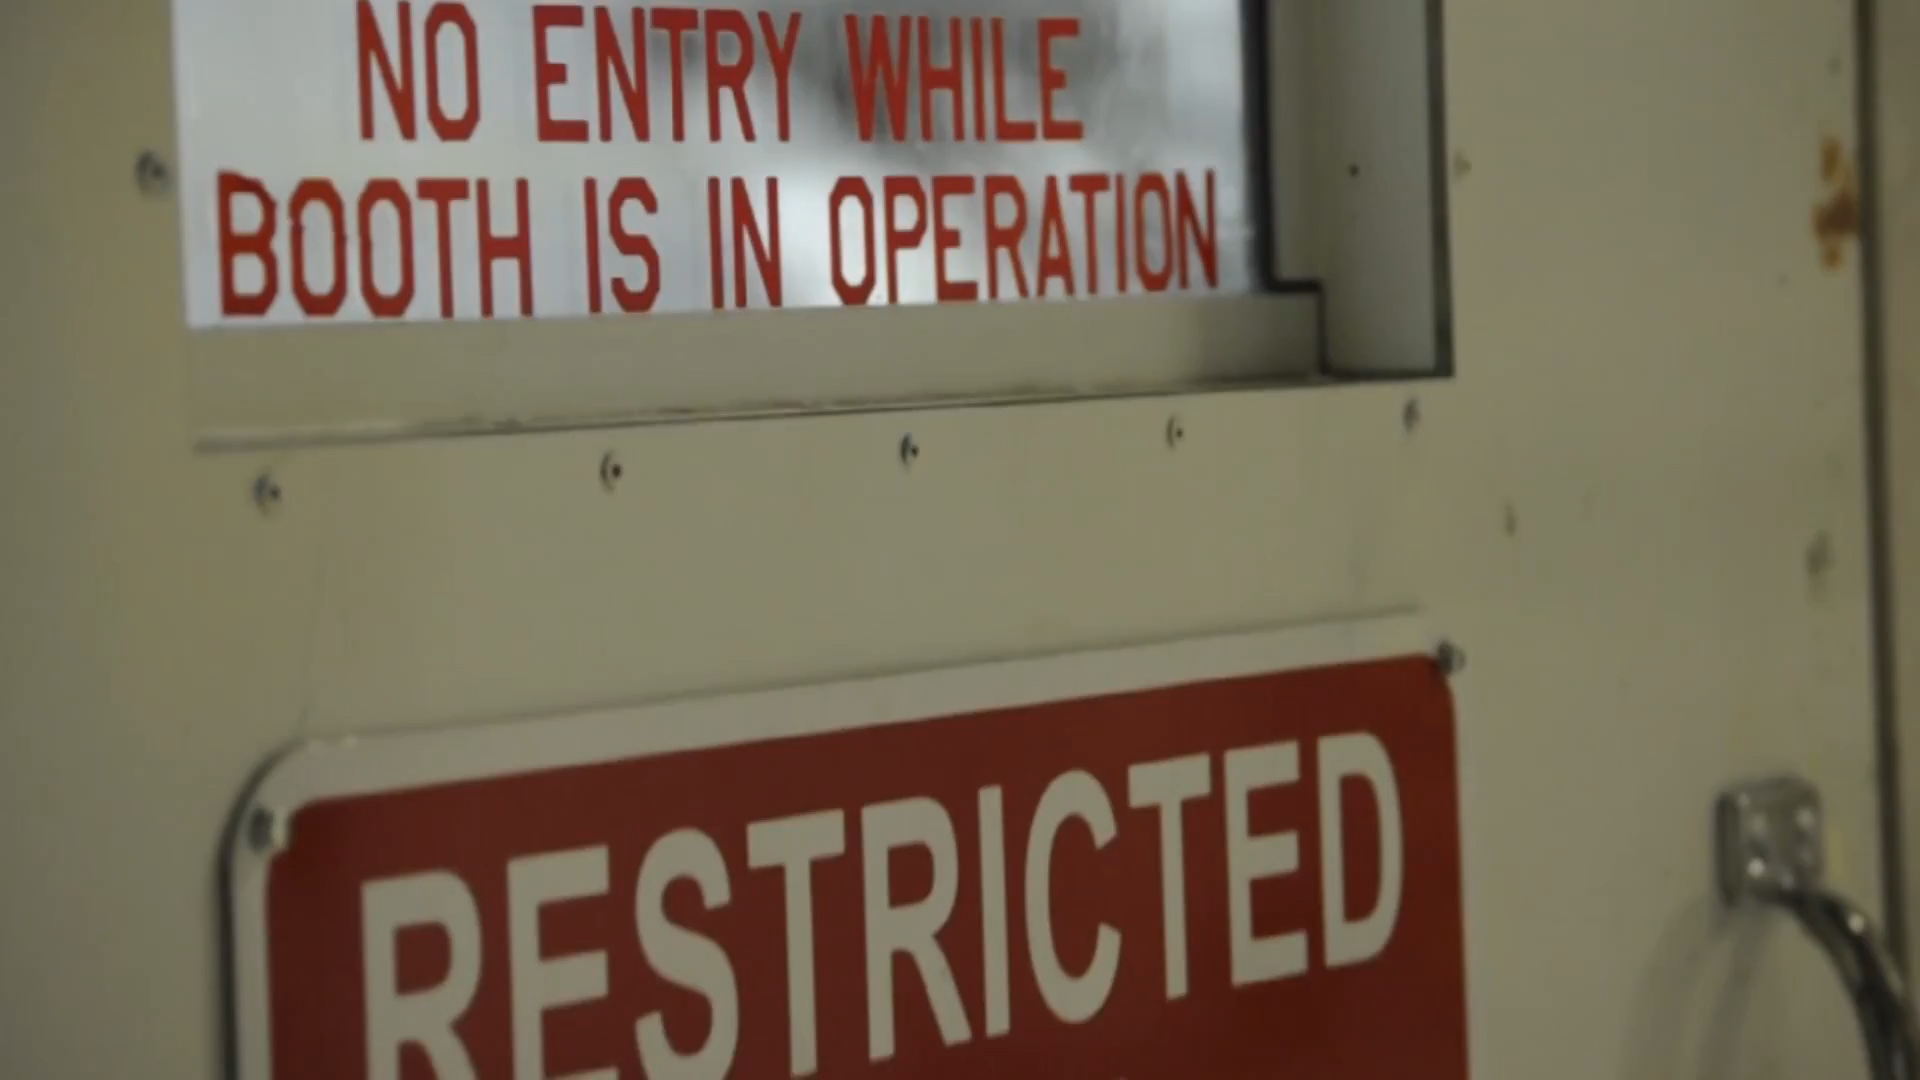 NO ENTRY WHILE
BOOTH IS IN OPERATION
RESTRICTED